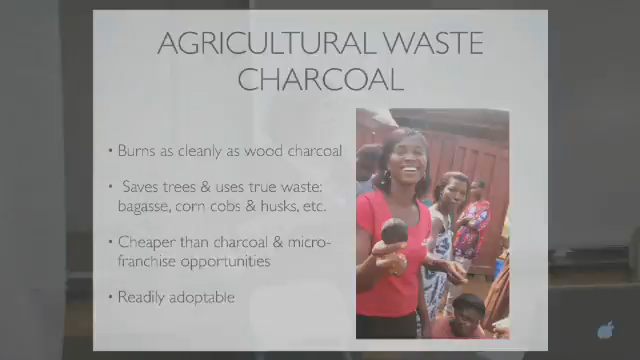 AGRICULTURAL WASTE
CHARCOAL
• Burns as cleanly as wood charcoal
• Saves trees & uses true waste:
bagasse, corn cobs & husks, etc.
• Cheaper than charcoal & micro-
franchise opportunities
• Readily adoptable